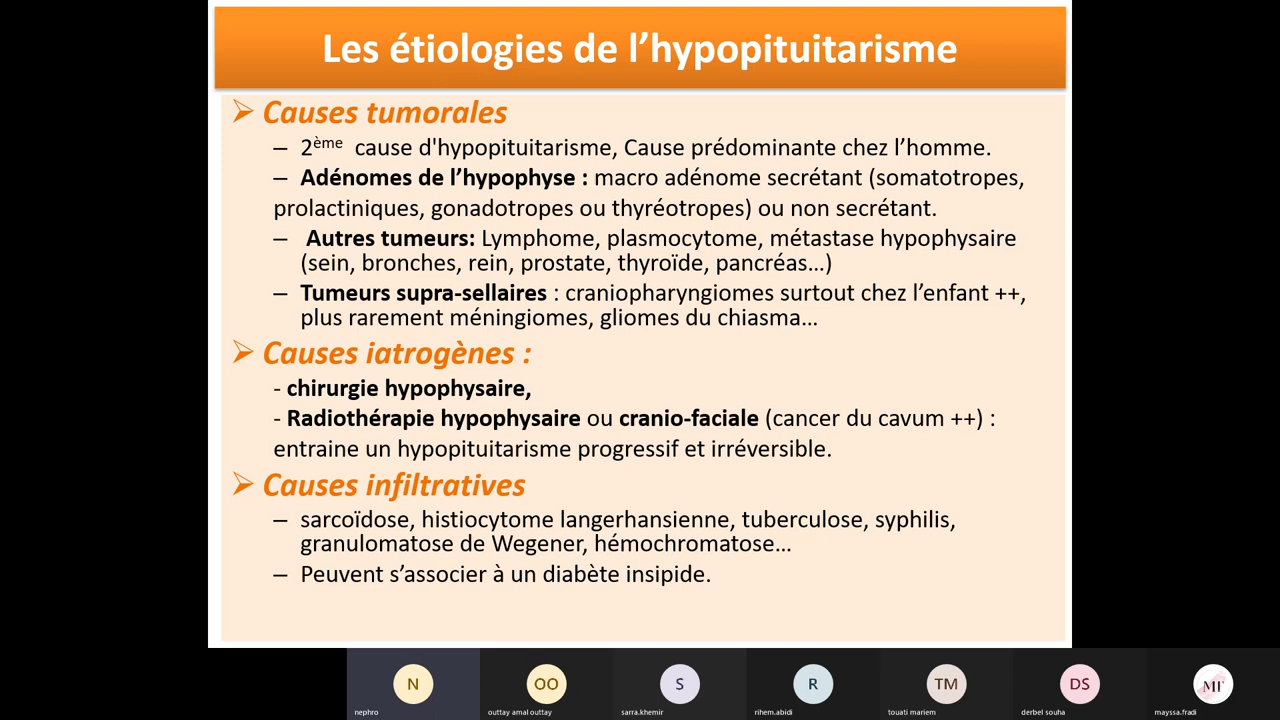 Les étiologies de l’hypopituitarisme
Causes tumorales
– 2ème cause d'hypopituitarisme, Cause prédominante chez l’homme.
– Adénomes de l’hypophyse : macro adénome secrétant (somatotropes,
prolactiniques, gonadotropes ou thyréotropes) ou non secrétant.
– Autres tumeurs: Lymphome, plasmocytome, métastase hypophysaire
(sein, bronches, rein, prostate, thyroïde, pancréas…)
– Tumeurs supra-sellaires : craniopharyngiomes surtout chez l’enfant ++,
plus rarement méningiomes, gliomes du chiasma…
Causes iatrogènes :
- chirurgie hypophysaire,
- Radiothérapie hypophysaire ou cranio-faciale (cancer du cavum ++) :
entraine un hypopituitarisme progressif et irréversible.
Causes infiltratives
– sarcoïdose, histiocytome langerhansienne, tuberculose, syphilis,
granulomatose de Wegener, hémochromatose…
– Peuvent s’associer à un diabète insipide.
N OO S R TM DS MF
nephro outtay amal outtay sarra.khemir rihem.abidi touati mariem derbel souha mayssa.fradi